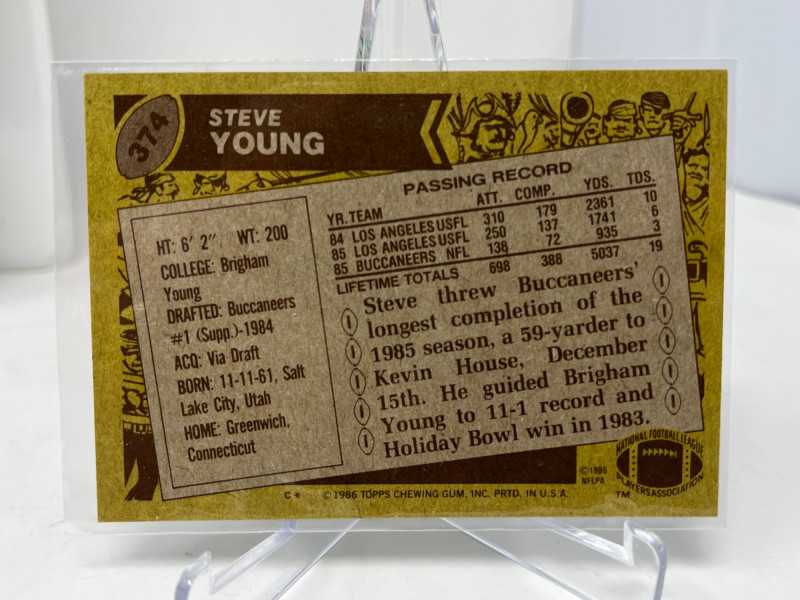 374
STEVE
YOUNG
HT: 6' 2" WT: 200
COLLEGE: Brigham
Young
DRAFTED: Buccaneers
#1 (Supp.)-1984
ACQ: Via Draft
BORN: 11-11-61, Salt
Lake City, Utah
HOME: Greenwich,
Connecticut
PASSING RECORD
YR. TEAM ATT. COMP. YDS. TDS.
84 LOS ANGELES USFL 310 179 2361 10
85 LOS ANGELES USFL 250 137 1741 6
85 BUCCANEERS NFL 138 72 935 3
LIFETIME TOTALS 698 388 5037 19
Steve threw Buccaneers'
longest completion of the
1985 season, a 59-yarder to
Kevin House, December
15th. He guided Brigham
Young to 11-1 record and
Holiday Bowl win in 1983.
©1986
NFLPA
NATIONAL FOOTBALL LEAGUE
PLAYERS ASSOCIATION
TM
C* ©1986 TOPPS CHEWING GUM, INC. PRTD. IN U.S.A.